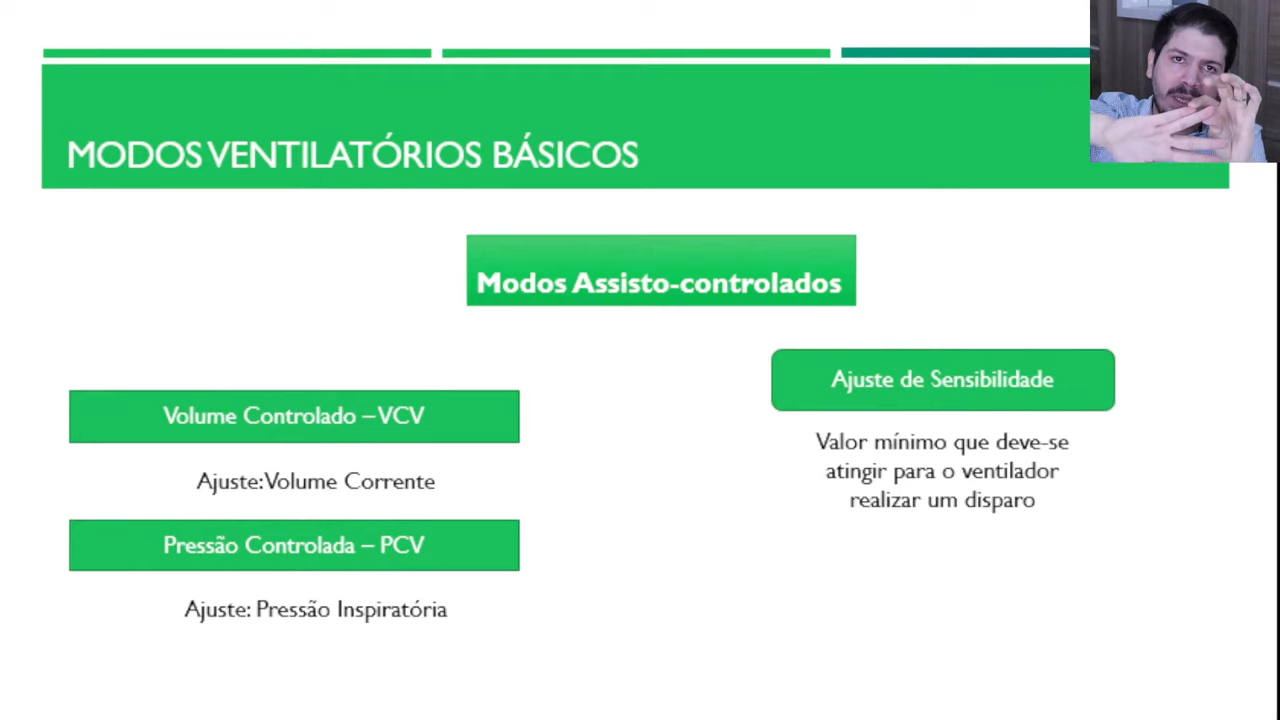 MODOS VENTILATÓRIOS BÁSICOS
Modos Assisto-controlados
Volume Controlado – VCV
Ajuste: Volume Corrente
Pressão Controlada – PCV
Ajuste: Pressão Inspiratória
Ajuste de Sensibilidade
Valor mínimo que deve-se
atingir para o ventilador
realizar um disparo